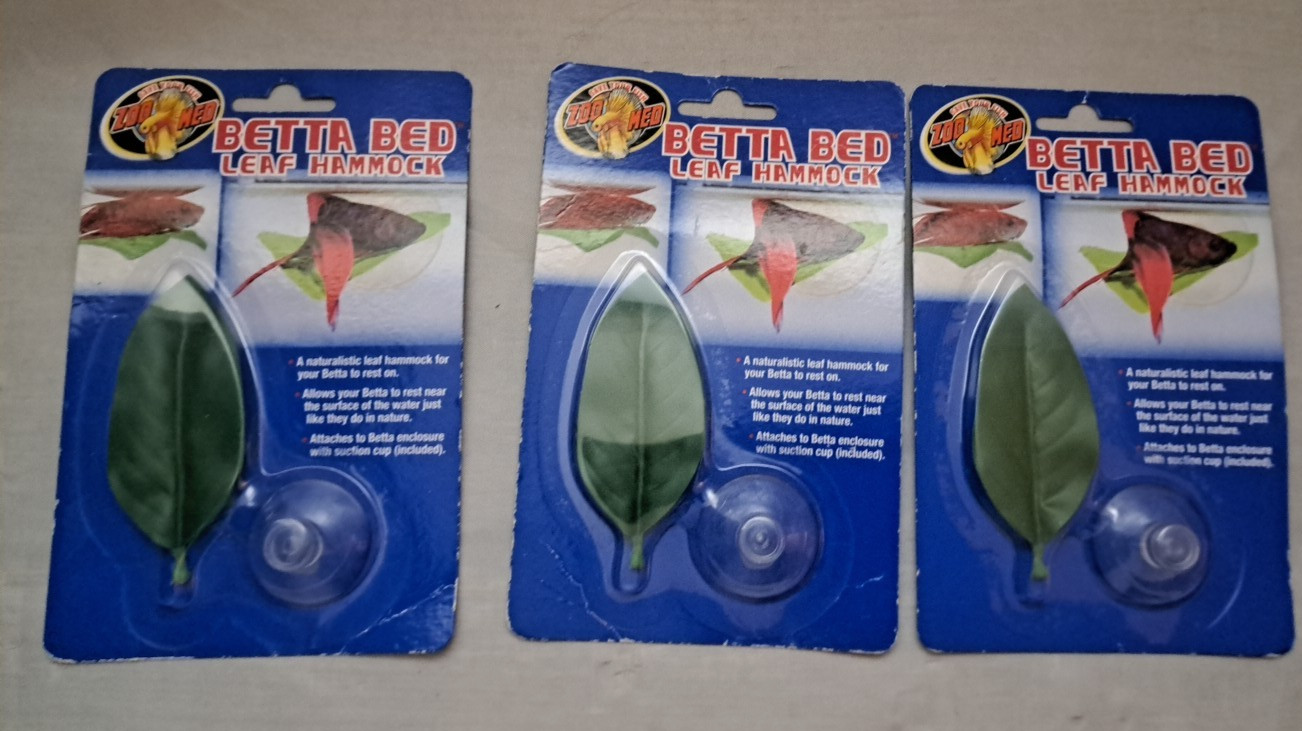 ZOO MED
BETTA BED
LEAF HAMMOCK
A naturalistic leaf hammock for
your Betta to rest on.
Allows your Betta to rest near
the surface of the water just
like they do in nature.
Attaches to Betta enclosure
with suction cup (included).
ZOO MED
BETTA BED
LEAF HAMMOCK
A naturalistic leaf hammock for
your Betta to rest on.
Allows your Betta to rest near
the surface of the water just
like they do in nature.
Attaches to Betta enclosure
with suction cup (included).
ZOO MED
BETTA BED
LEAF HAMMOCK
A naturalistic leaf hammock for
your Betta to rest on.
Allows your Betta to rest near
the surface of the water just
like they do in nature.
Attaches to Betta enclosure
with suction cup (included).